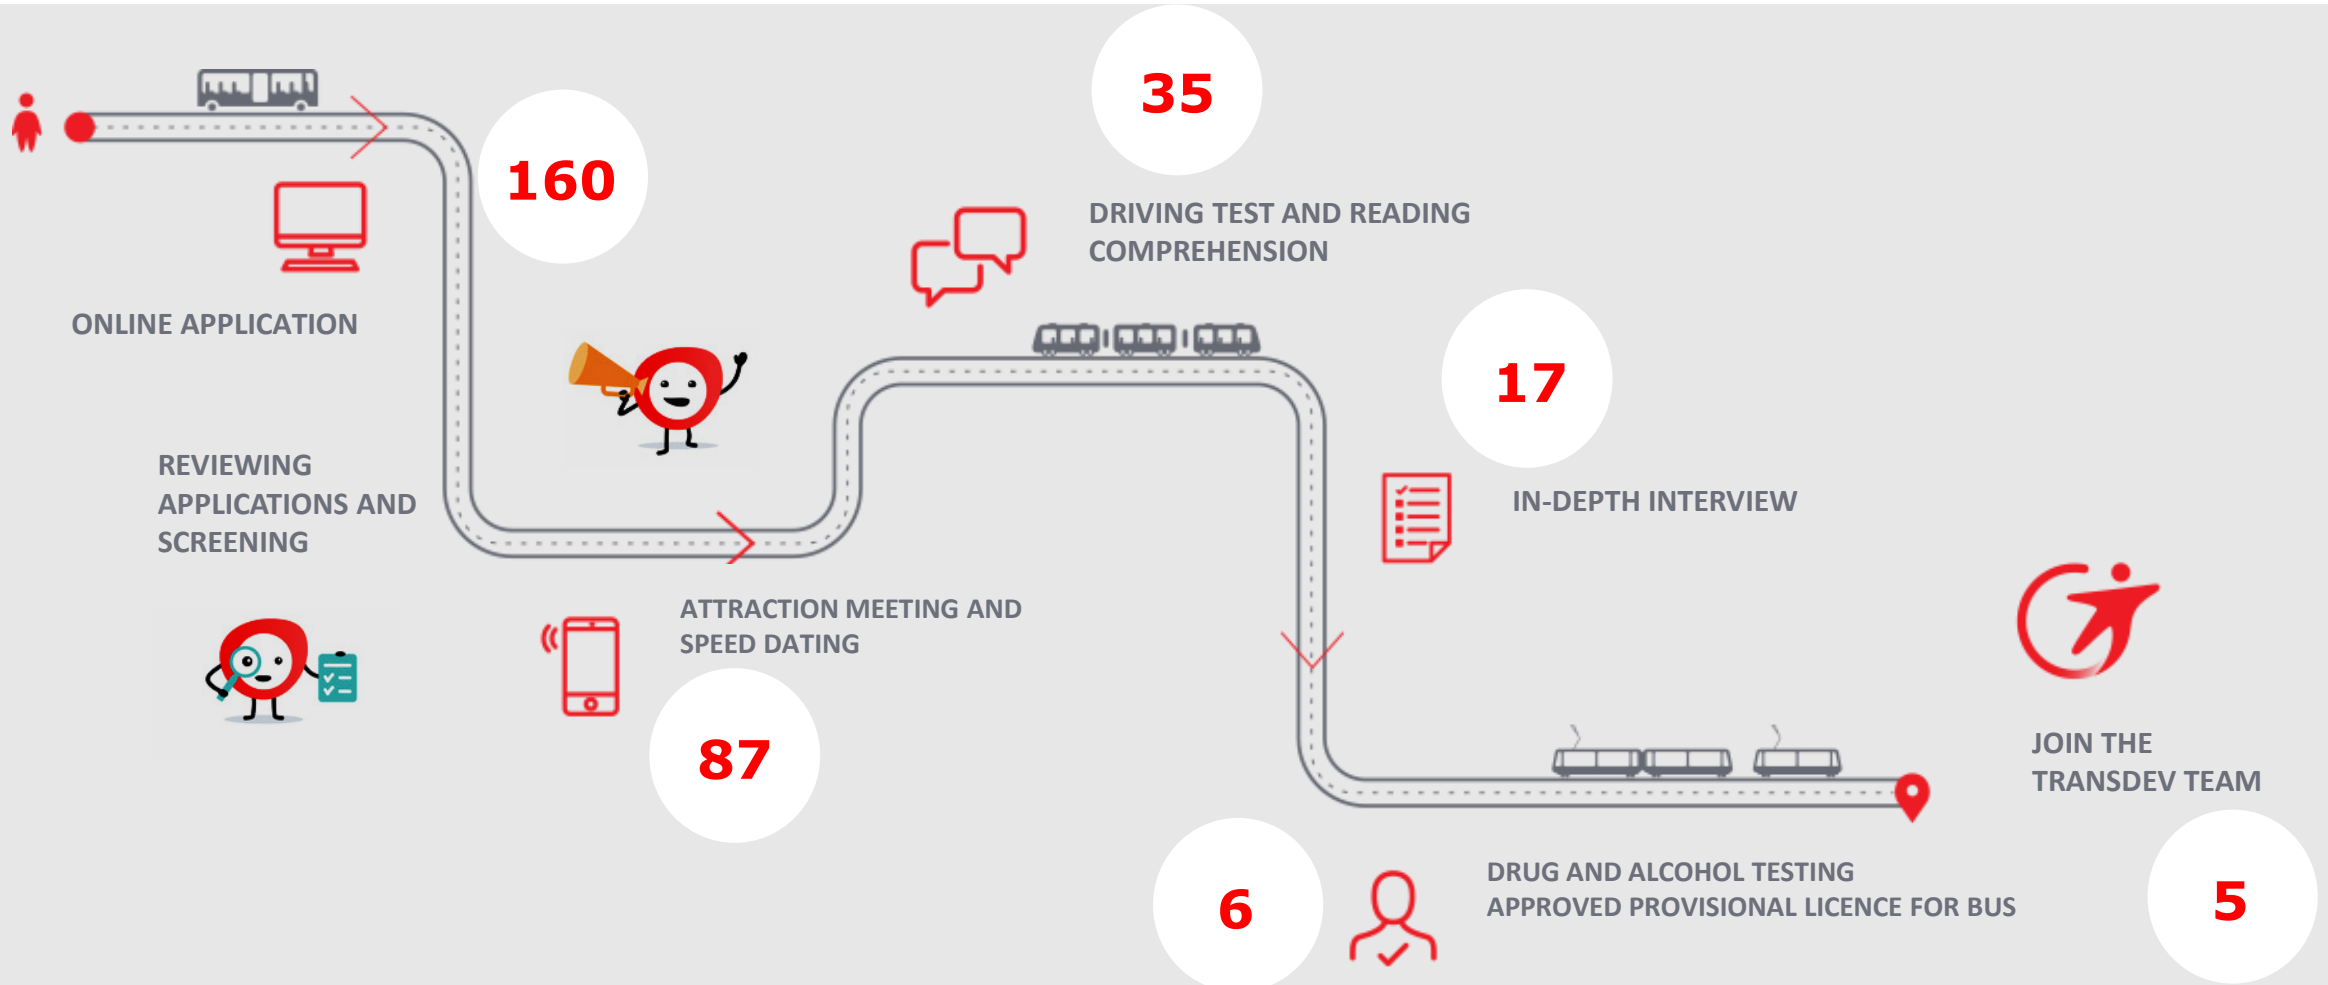 160
ONLINE APPLICATION
REVIEWING
APPLICATIONS AND
SCREENING
ATTRACTION MEETING AND
SPEED DATING
87
35
DRIVING TEST AND READING
COMPREHENSION
17
IN-DEPTH INTERVIEW
6
DRUG AND ALCOHOL TESTING
APPROVED PROVISIONAL LICENCE FOR BUS
JOIN THE
TRANSDEV TEAM
5